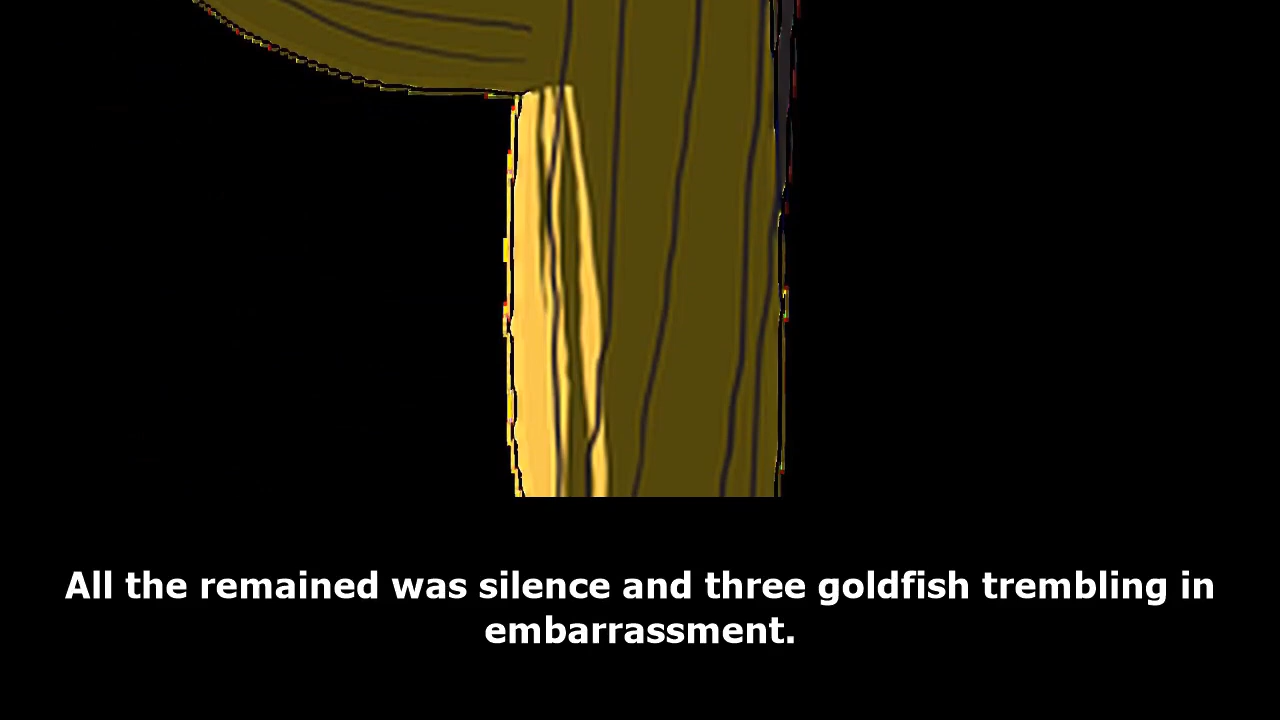 All the remained was silence and three goldfish trembling in
embarrassment.